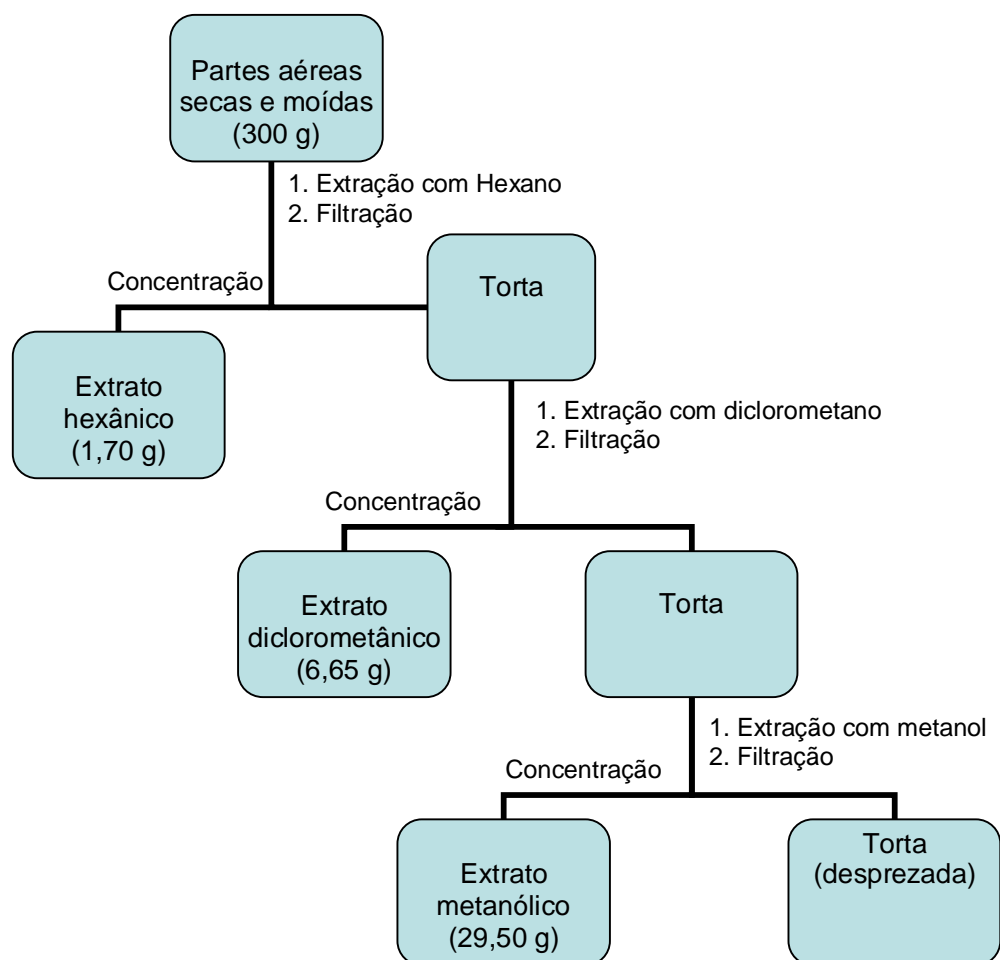 Partes aéreas
secas e moídas
(300 g)
1. Extração com Hexano
2. Filtração
Concentração
Torta
Extrato
hexânico
(1,70 g)
1. Extração com diclorometano
2. Filtração
Concentração
Extrato
diclorometânico
(6,65 g)
Torta
1. Extração com metanol
2. Filtração
Concentração
Extrato
metanólico
(29,50 g)
Torta
(desprezada)